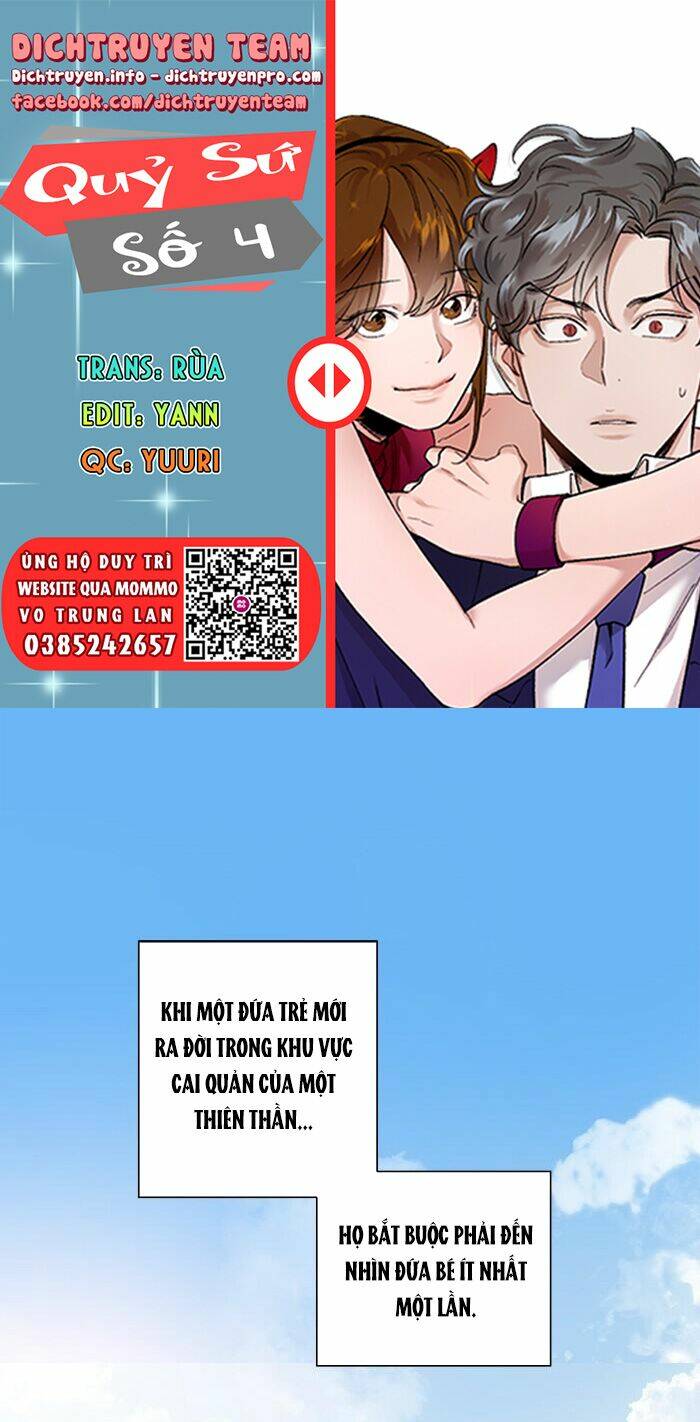 DICHTRUYEN TEAM
Dichtruyen.info - dichtruyenpro.com
facebook.com/dichtruyenteam
Quỷ Sứ
Số 4
TRANS: RÙA
EDIT: YANN
QC: YUURI
ỦNG HỘ DUY TRÌ
WEBSITE QUA MOMMO
VO TRUNG LAN
0385242657
KHI MỘT ĐỨA TRẺ MỚI
RA ĐỜI TRONG KHU VỰC
CAI QUẢN CỦA MỘT
THIÊN THẦN...
HỌ BẮT BUỘC PHẢI ĐẾN
NHÌN ĐỨA BÉ ÍT NHẤT
MỘT LẦN.